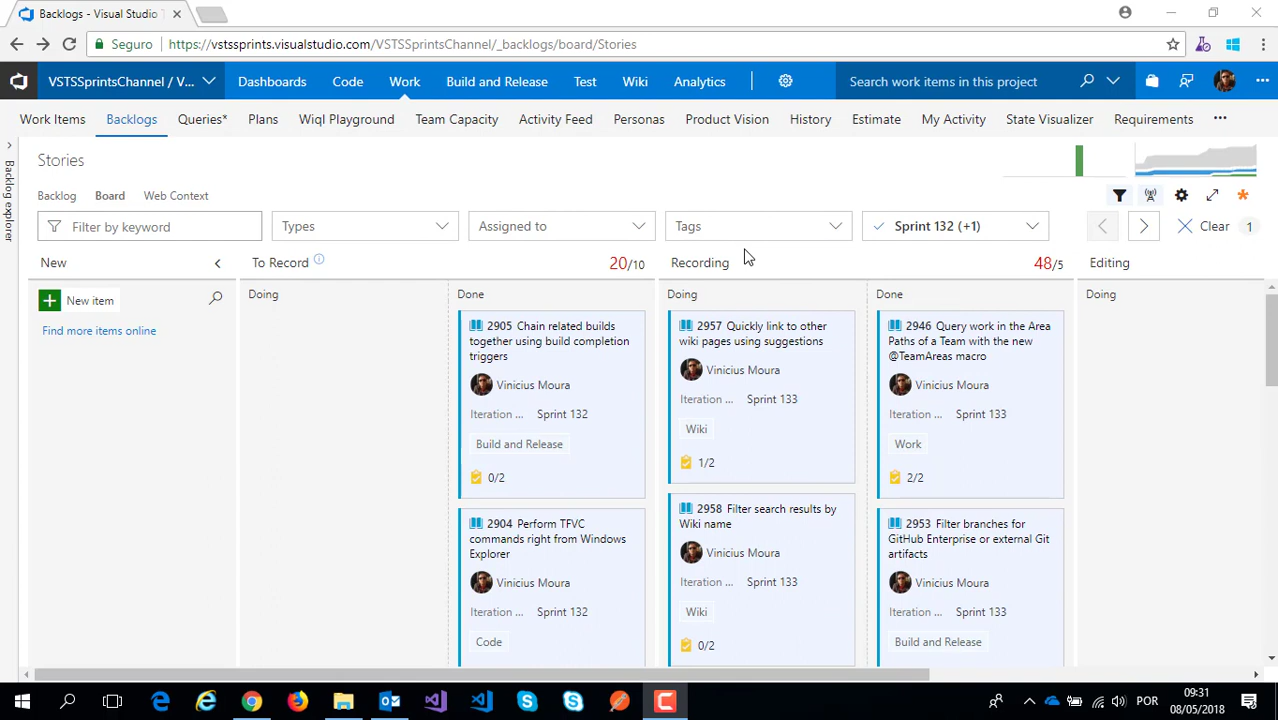 Backlogs - Visual Studio T
Seguro https://vstssprints.visualstudio.com/VSTSSprintsChannel/_backlogs/board/Stories
VSTSSprintsChannel / V... Dashboards Code Work Build and Release Test Wiki Analytics Search work items in this project
Work Items Backlogs Queries* Plans Wiql Playground Team Capacity Activity Feed Personas Product Vision History Estimate My Activity State Visualizer Requirements ...
Backlog explorer
Stories
Backlog Board Web Context
Filter by keyword Types Assigned to Tags Sprint 132 (+1) Clear 1
New To Record 20/10 Recording 48/5 Editing
Doing Done Doing Done Doing
New item
Find more items online
2905 Chain related builds
together using build completion
triggers
Vinicius Moura
Iteration ... Sprint 132
Build and Release
0/2
2904 Perform TFVC
commands right from Windows
Explorer
Vinicius Moura
Iteration ... Sprint 132
Code
2957 Quickly link to other
wiki pages using suggestions
Vinicius Moura
Iteration ... Sprint 133
Wiki
1/2
2958 Filter search results by
Wiki name
Vinicius Moura
Iteration ... Sprint 133
Wiki
0/2
2946 Query work in the Area
Paths of a Team with the new
@TeamAreas macro
Vinicius Moura
Iteration ... Sprint 133
Work
2/2
2953 Filter branches for
GitHub Enterprise or external Git
artifacts
Vinicius Moura
Iteration ... Sprint 133
Build and Release
POR
09:31
08/05/2018